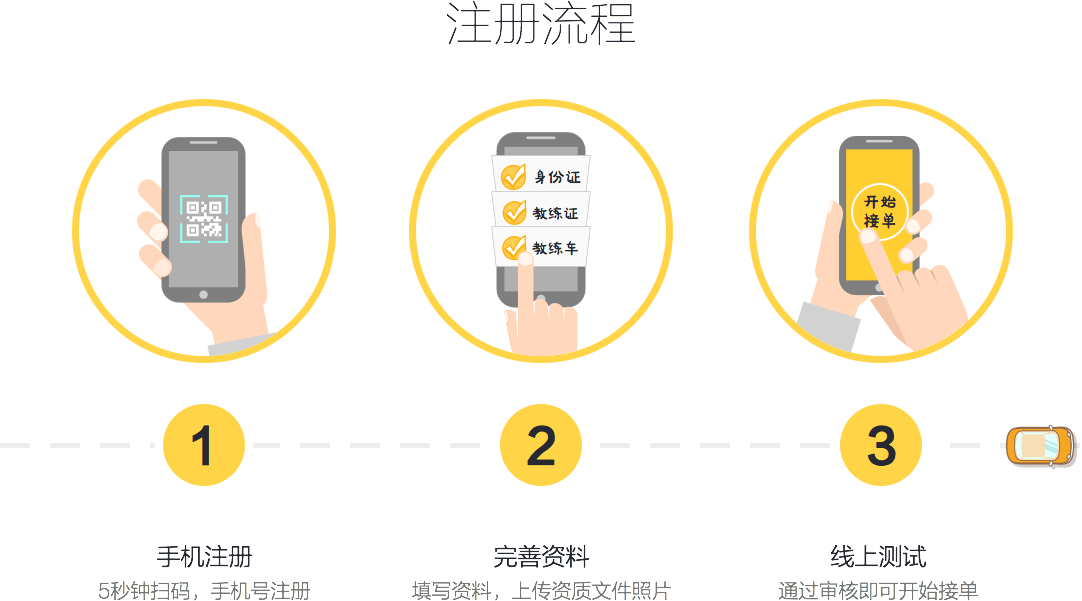 注册流程
身份证
教练证
教练车
开始
接单
1
2
3
手机注册
完善资料
线上测试
5秒钟扫码，手机号注册
填写资料，上传资质文件照片
通过审核即可开始接单